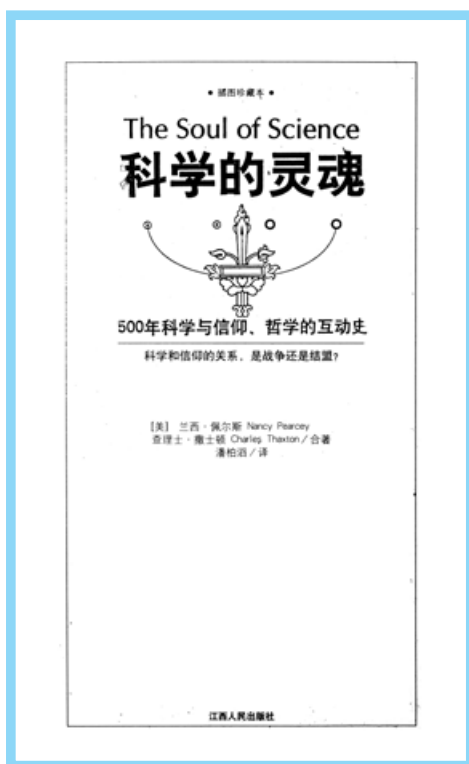 • 插图珍藏本 •
The Soul of Science
科学的灵魂
500年科学与信仰、哲学的互动史
科学和信仰的关系，是战争还是结盟?
[美] 兰西·佩尔斯 Nancy Pearcey
查理士·撒士顿 Charles Thaxton／合著
潘柏滔／译
江西人民出版社